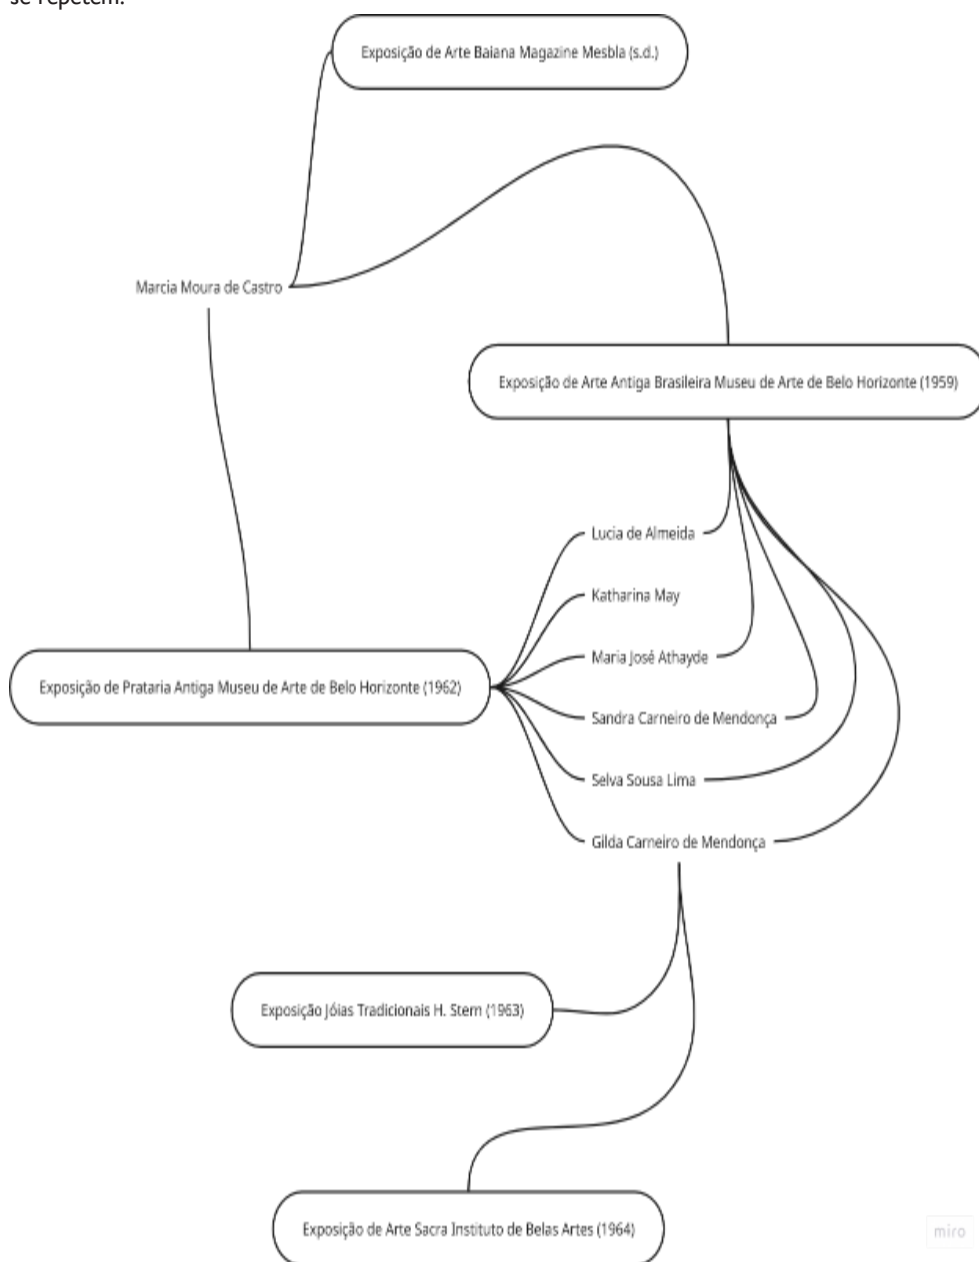 se repetem.
Exposição de Arte Baiana Magazine Mesbla (s.d.)
Marcia Moura de Castro
Exposição de Arte Antiga Brasileira Museu de Arte de Belo Horizonte (1959)
Lucia de Almeida
Katharina May
Maria José Athayde
Exposição de Prataria Antiga Museu de Arte de Belo Horizonte (1962)
Sandra Carneiro de Mendonça
Selva Sousa Lima
Gilda Carneiro de Mendonça
Exposição Jóias Tradicionais H. Stern (1963)
Exposição de Arte Sacra Instituto de Belas Artes (1964)
miro